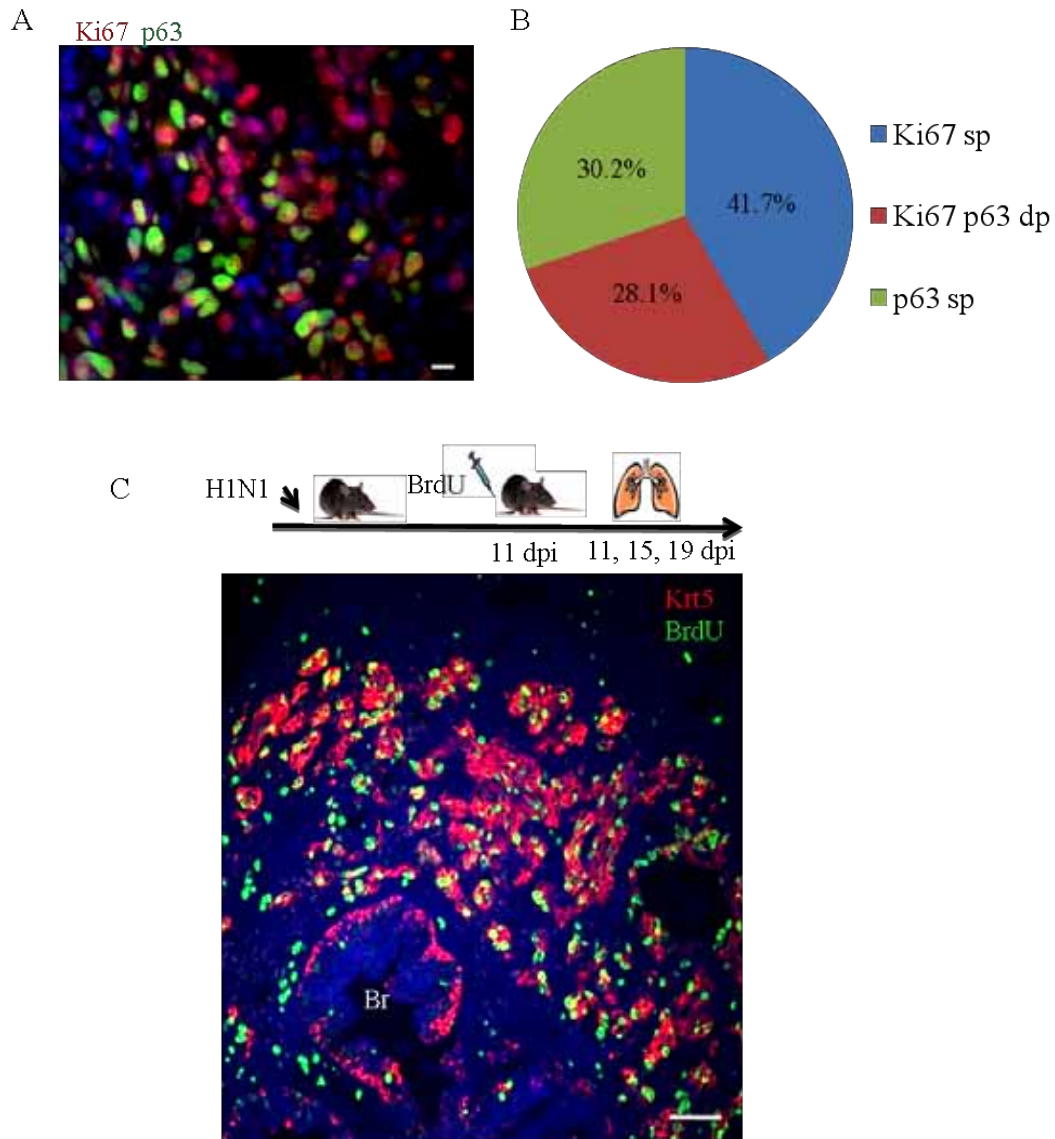 A
Ki67 p63
B
30.2%
41.7%
28.1%
Ki67 sp
Ki67 p63 dp
p63 sp
C
H1N1
BrdU
11 dpi
11, 15, 19 dpi
Krt5
BrdU
Br